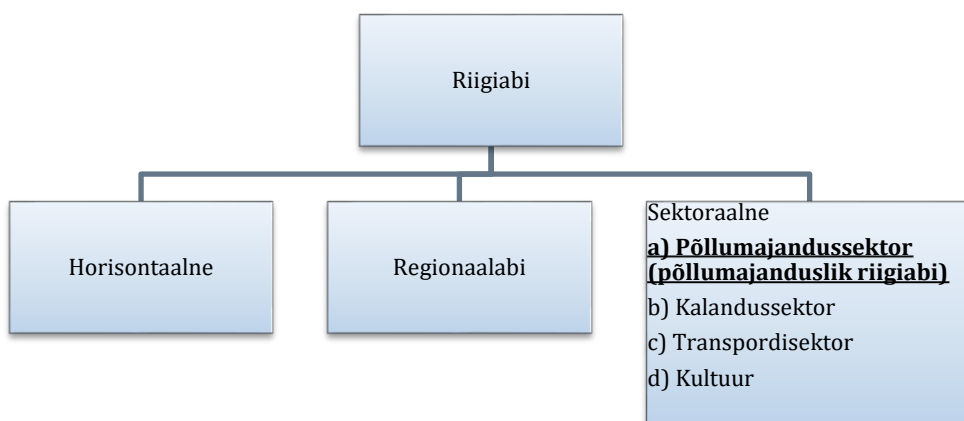 Riigiabi
Horisontaalne
Regionaalabi
Sektoraalne
a) Põllumajandussektor
(põllumajanduslik riigiabi)
b) Kalandussektor
c) Transpordisektor
d) Kultuur